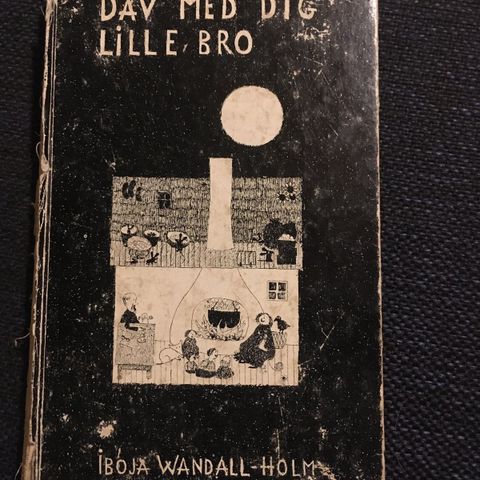 DAV MED DIG
LILLE BRO
IBOJA WANDALL-HOLM